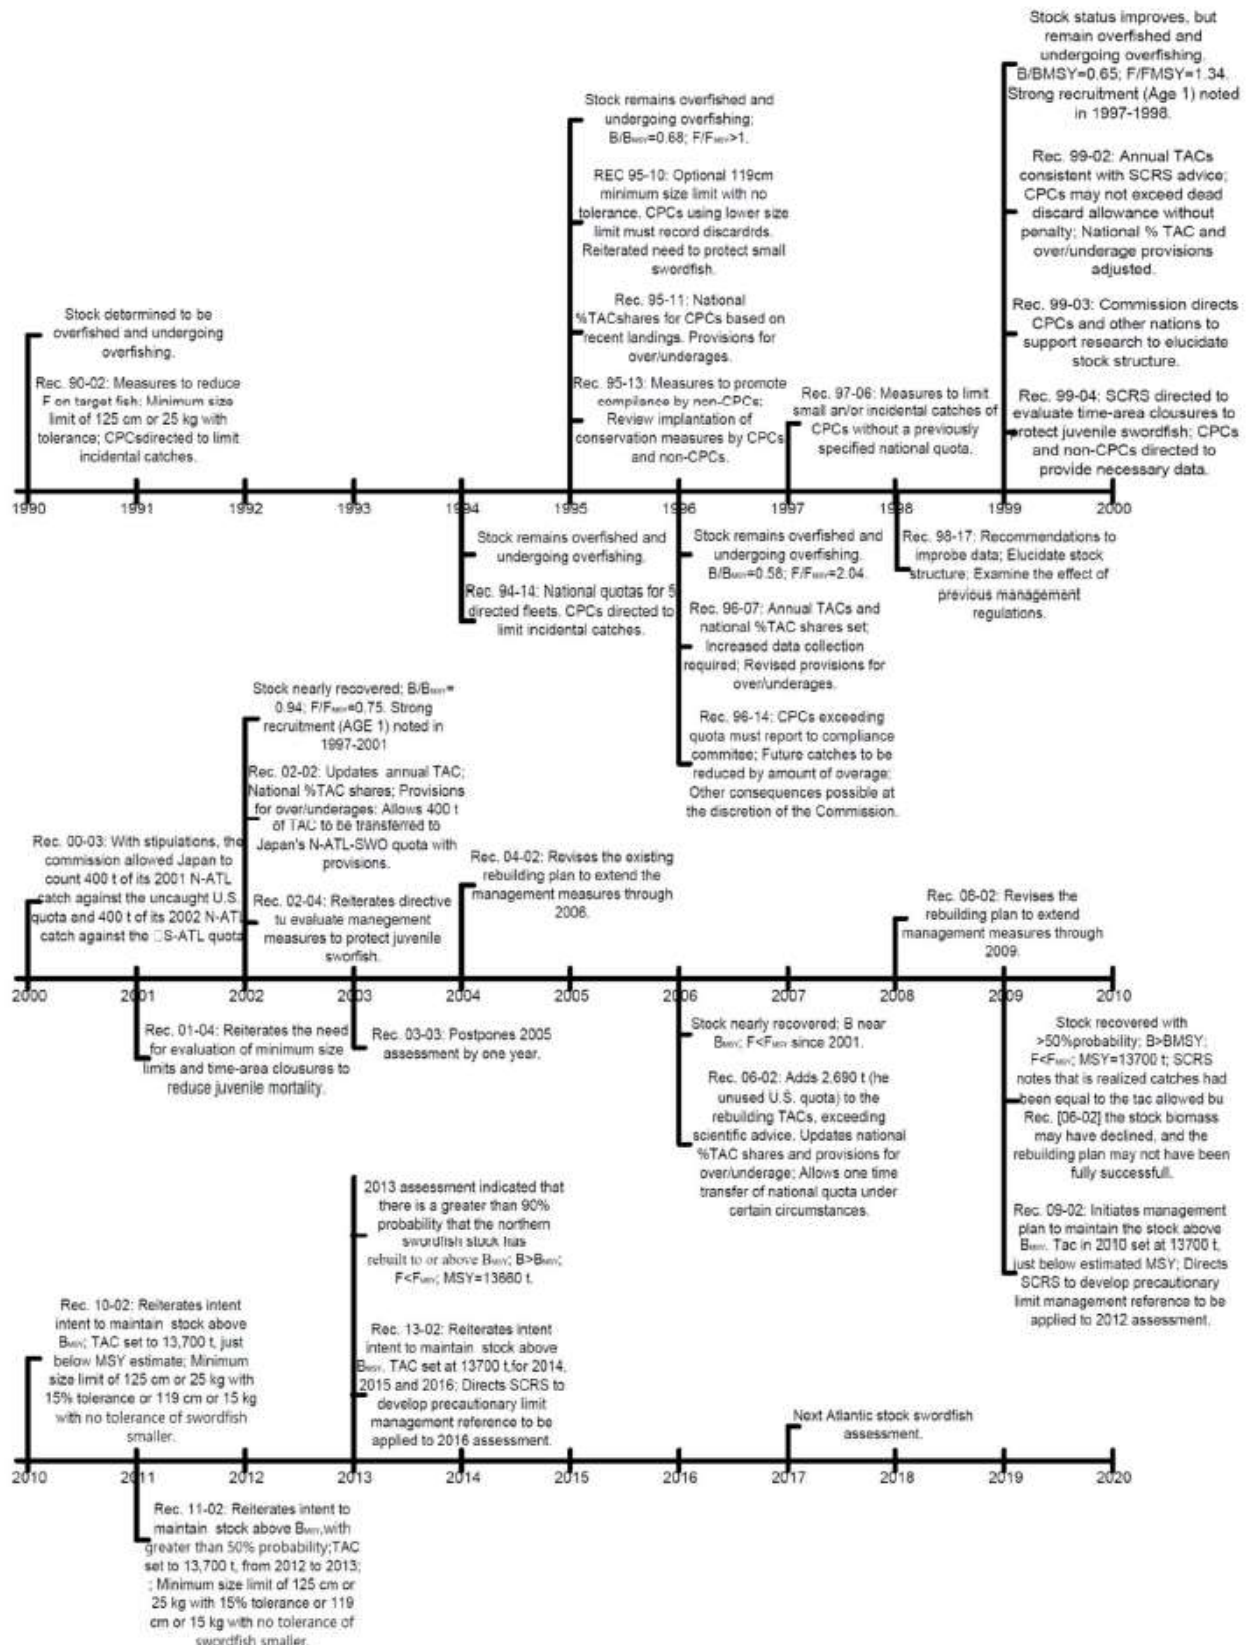 Stock status improves, but
remain overfished and
undergoing overfishing.
B/BMSY=0.65; F/FMSY=1.34.
Strong recruitment (Age 1) noted
in 1997-1998.
Stock remains overfished and
undergoing overfishing;
B/BMSY=0.68; F/FMSY>1.
REC 95-10: Optional 119cm
minimum size limit with no
tolerance. CPCs using lower size
limit must record discardrds.
Reiterated need to protect small
swordfish.
Rec. 99-02: Annual TACs
consistent with SCRS advice;
CPCs may not exceed dead
discard allowance without
penalty; National % TAC and
over/underage provisions
adjusted.
Stock determined to be
overfished and undergoing
overfishing.
Rec. 95-11: National
%TACshares for CPCs based on
recent landings. Provisions for
over/underages.
Rec. 99-03: Commission directs
CPCs and other nations to
support research to elucidate
stock structure.
Rec. 90-02: Measures to reduce
F on target fish; Minimum size
limit of 125 cm or 25 kg with
tolerance; CPCsdirected to limit
incidental catches.
Rec. 95-13: Measures to promote
compliance by non-CPCs;
Review implantation of
conservation measures by CPCs
and non-CPCs.
Rec. 97-06: Measures to limit
small an/or incidental catches of
CPCs without a previously
specified national quota.
Rec. 99-04: SCRS directed to
evaluate time-area clousures to
protect juvenile swordfish; CPCs
and non-CPCs directed to
provide necessary data.
1990 1991 1992 1993 1994 1995 1996 1997 1998 1999 2000
Stock remains overfished and
undergoing overfishing.
Rec. 94-14: National quotas for 5
directed fleets. CPCs directed to
limit incidental catches.
Stock remains overfished and
undergoing overfishing.
B/BMSY=0.58; F/FMSY=2.04.
Rec. 96-07: Annual TACs and
national %TAC shares set;
Increased data collection
required; Revised provisions for
over/underages.
Rec. 96-14: CPCs exceeding
quota must report to compliance
commitee; Future catches to be
reduced by amount of overage;
Other consequences possible at
the discretion of the Commission.
Rec. 98-17: Recommendations to
improbe data; Elucidate stock
structure; Examine the effect of
previous management
regulations.
Stock nearly recovered; B/BMSY=
0.94; F/FMSY=0.75. Strong
recruitment (AGE 1) noted in
1997-2001
Rec. 02-02: Updates annual TAC;
National %TAC shares; Provisions
for over/underages; Allows 400 t
of TAC to be transferred to
Japan's N-ATL-SWO quota with
provisions.
Rec. 00-03: With stipulations, the
commission allowed Japan to
count 400 t of its 2001 N-ATL
catch against the uncaught U.S.
quota and 400 t of its 2002 N-ATL
catch against the □S-ATL quota
Rec. 02-04: Reiterates directive
tu evaluate manegement
measures to protect juvenile
sworfish.
Rec. 04-02: Revises the existing
rebuilding plan to extend the
management measures through
2006.
Rec. 08-02: Revises the
rebuilding plan to extend
management measures through
2009.
2000 2001 2002 2003 2004 2005 2006 2007 2008 2009 2010
Rec. 01-04: Reiterates the need
for evaluation of minimum size
limits and time-area clousures to
reduce juvenile mortality.
Rec. 03-03: Postpones 2005
assessment by one year.
Stock nearly recovered; B near
BMSY; F<FMSY since 2001.
Rec. 06-02: Adds 2.690 t (he
unused U.S. quota) to the
rebuilding TACs, exceeding
scientific advice. Updates national
%TAC shares and provisions for
over/underage; Allows one time
transfer of national quota under
certain circumstances.
Stock recovered with
>50%probability; B>BMSY;
F<FMSY; MSY=13700 t; SCRS
notes that is realized catches had
been equal to the tac allowed bu
Rec. [06-02] the stock biomass
may have declined, and the
rebuilding plan may not have been
fully successfull.
Rec. 09-02: Initiates management
plan to maintain the stock above
BMSY. Tac in 2010 set at 13700 t,
just below estimated MSY; Directs
SCRS to develop precautionary
limit management reference to be
applied to 2012 assessment.
2013 assessment indicated that
there is a greater than 90%
probability that the northern
swordfish stock has
rebuilt to or above BMSY; B>BMSY;
F<FMSY; MSY=13660 t.
Rec. 10-02: Reiterates intent
intent to maintain stock above
BMSY; TAC set to 13,700 t, just
below MSY estimate; Minimum
size limit of 125 cm or 25 kg with
15% tolerance or 119 cm or 15 kg
with no tolerance of swordfish
smaller.
Rec. 13-02: Reiterates intent
intent to maintain stock above
BMSY. TAC set at 13700 t,for 2014,
2015 and 2016; Directs SCRS to
develop precautionary limit
management reference to be
applied to 2016 assessment.
Next Atlantic stock swordfish
assessment.
2010 2011 2012 2013 2014 2015 2016 2017 2018 2019 2020
Rec. 11-02: Reiterates intent to
maintain stock above BMSY,with
greater than 50% probability;TAC
set to 13,700 t, from 2012 to 2013;
; Minimum size limit of 125 cm or
25 kg with 15% tolerance or 119
cm or 15 kg with no tolerance of
swordfish smaller.